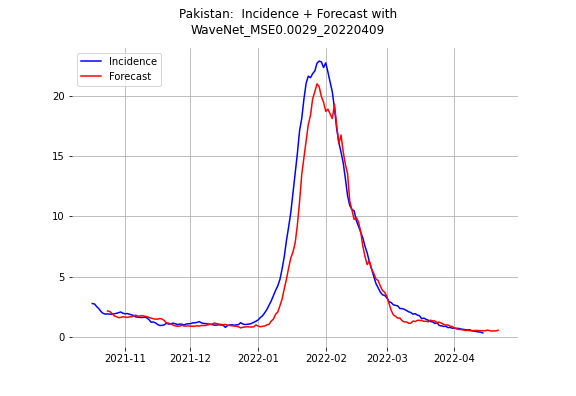 Pakistan:  Incidence + Forecast with
WaveNet_MSE0.0029_20220409
Incidence
Forecast
20
15
10
5
0
2021-11
2021-12
2022-01
2022-02
2022-03
2022-04